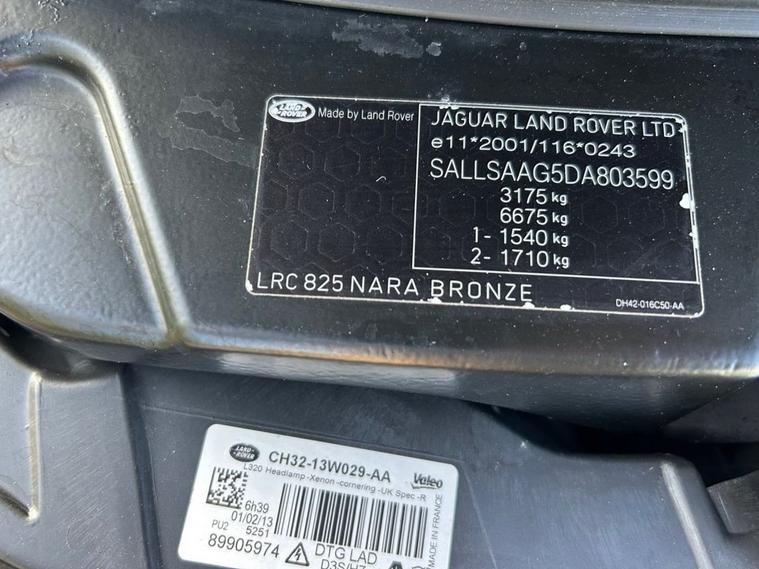 LAND ROVER Made by Land Rover
JAGUAR LAND ROVER LTD
e11*2001/116*0243
SALLSAAG5DA803599
3175 kg
6675 kg
1- 1540 kg
2- 1710 kg
LRC 825 NARA BRONZE
DH42-016C50-AA
LAND ROVER
CH32-13W029-AA
Valeo
L320 Headlamp -Xenon -cornering -UK Spec -R
6h39
01/02/13
PU2 5251
89905974
DTG LAD
D3S/H7
MADE IN FRANCE